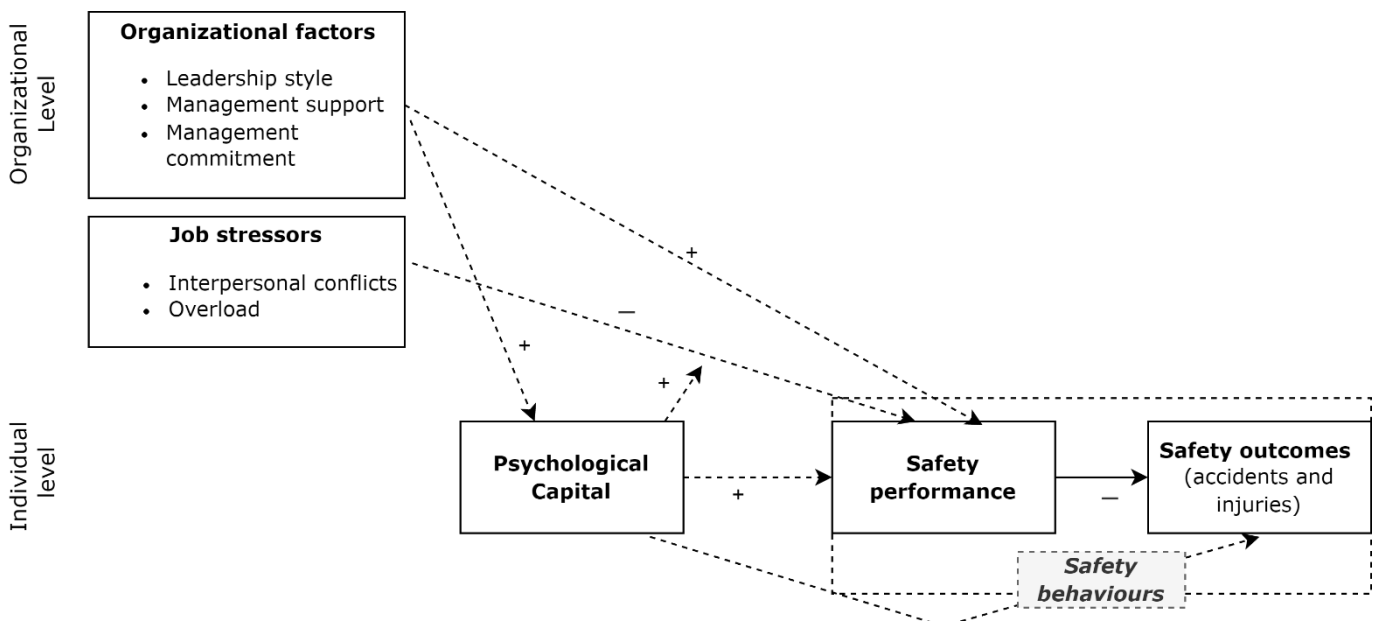 Organizational
Level
Organizational factors
• Leadership style
• Management support
• Management
commitment
Job stressors
• Interpersonal conflicts
• Overload
+
—
+
+
Individual
level
Psychological
Capital
+
Safety
performance
—
Safety outcomes
(accidents and
injuries)
Safety
behaviours